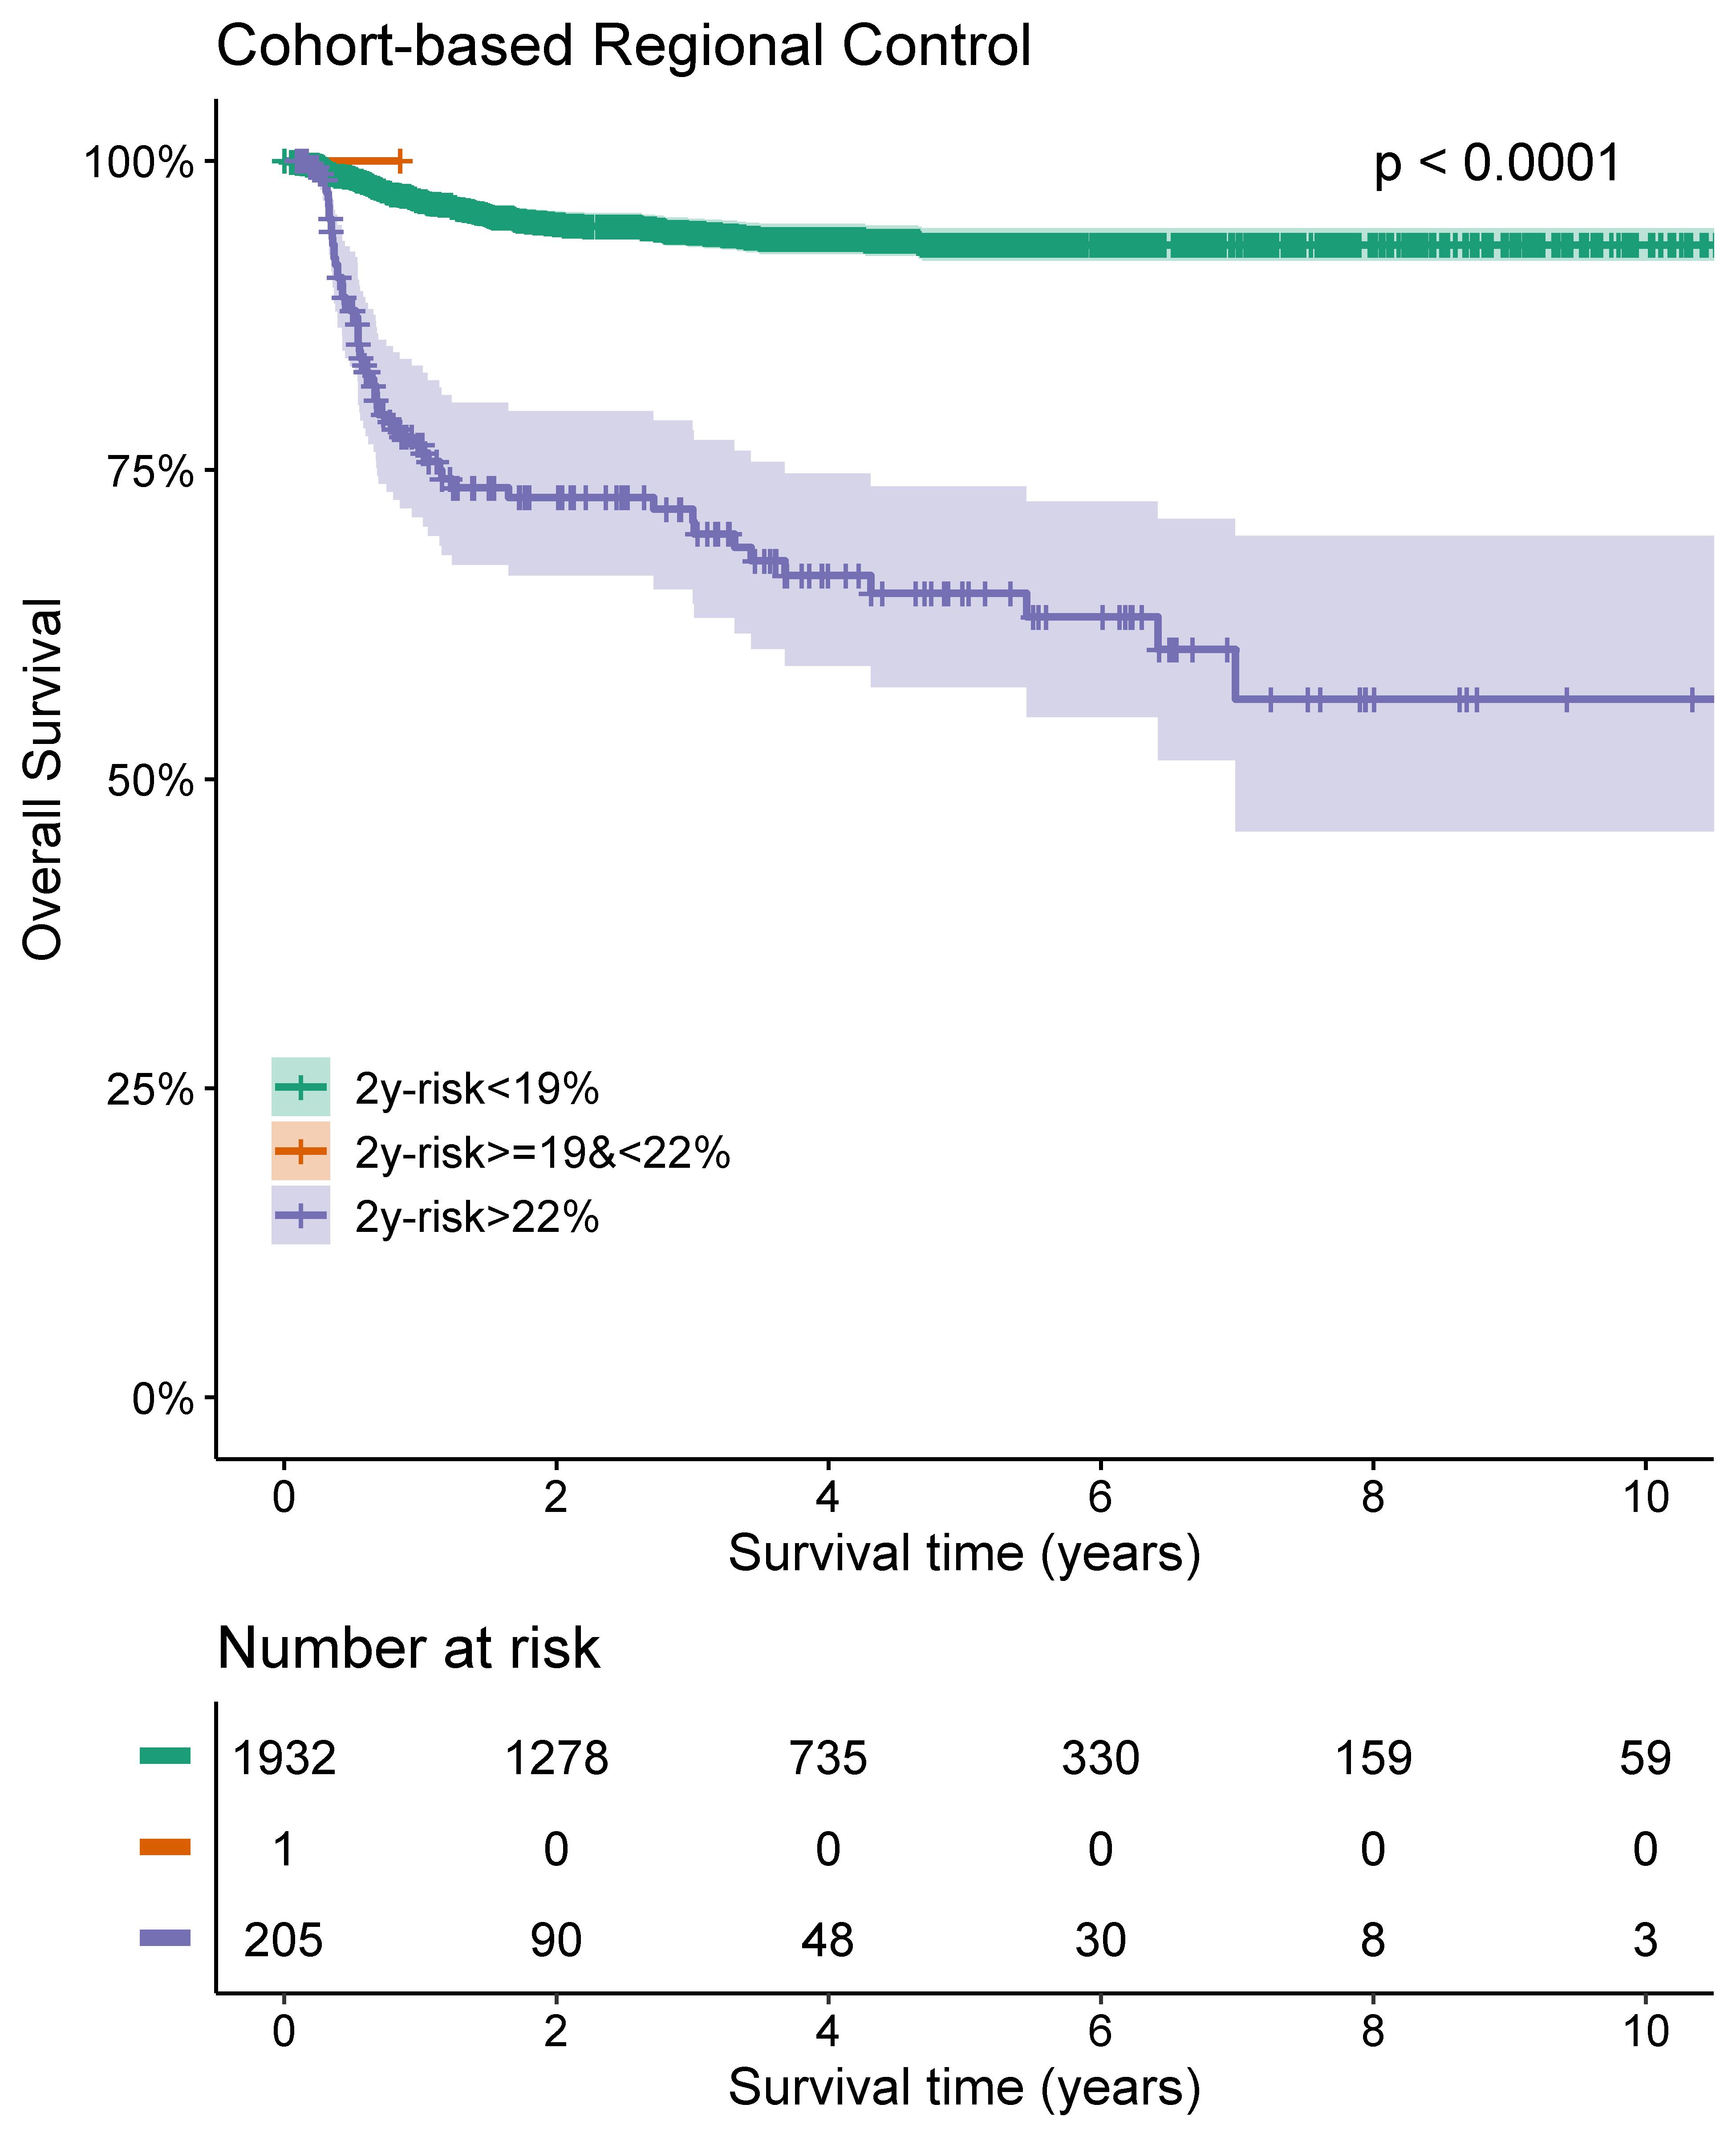 Cohort-based Regional Control
100%
p < 0.0001
75%
50%
25%
0%
Overall Survival
2y-risk<19%
2y-risk>=19&<22%
2y-risk>22%
0 2 4 6 8 10
Survival time (years)
Number at risk
1932 1278 735 330 159 59
1 0 0 0 0 0
205 90 48 30 8 3
0 2 4 6 8 10
Survival time (years)